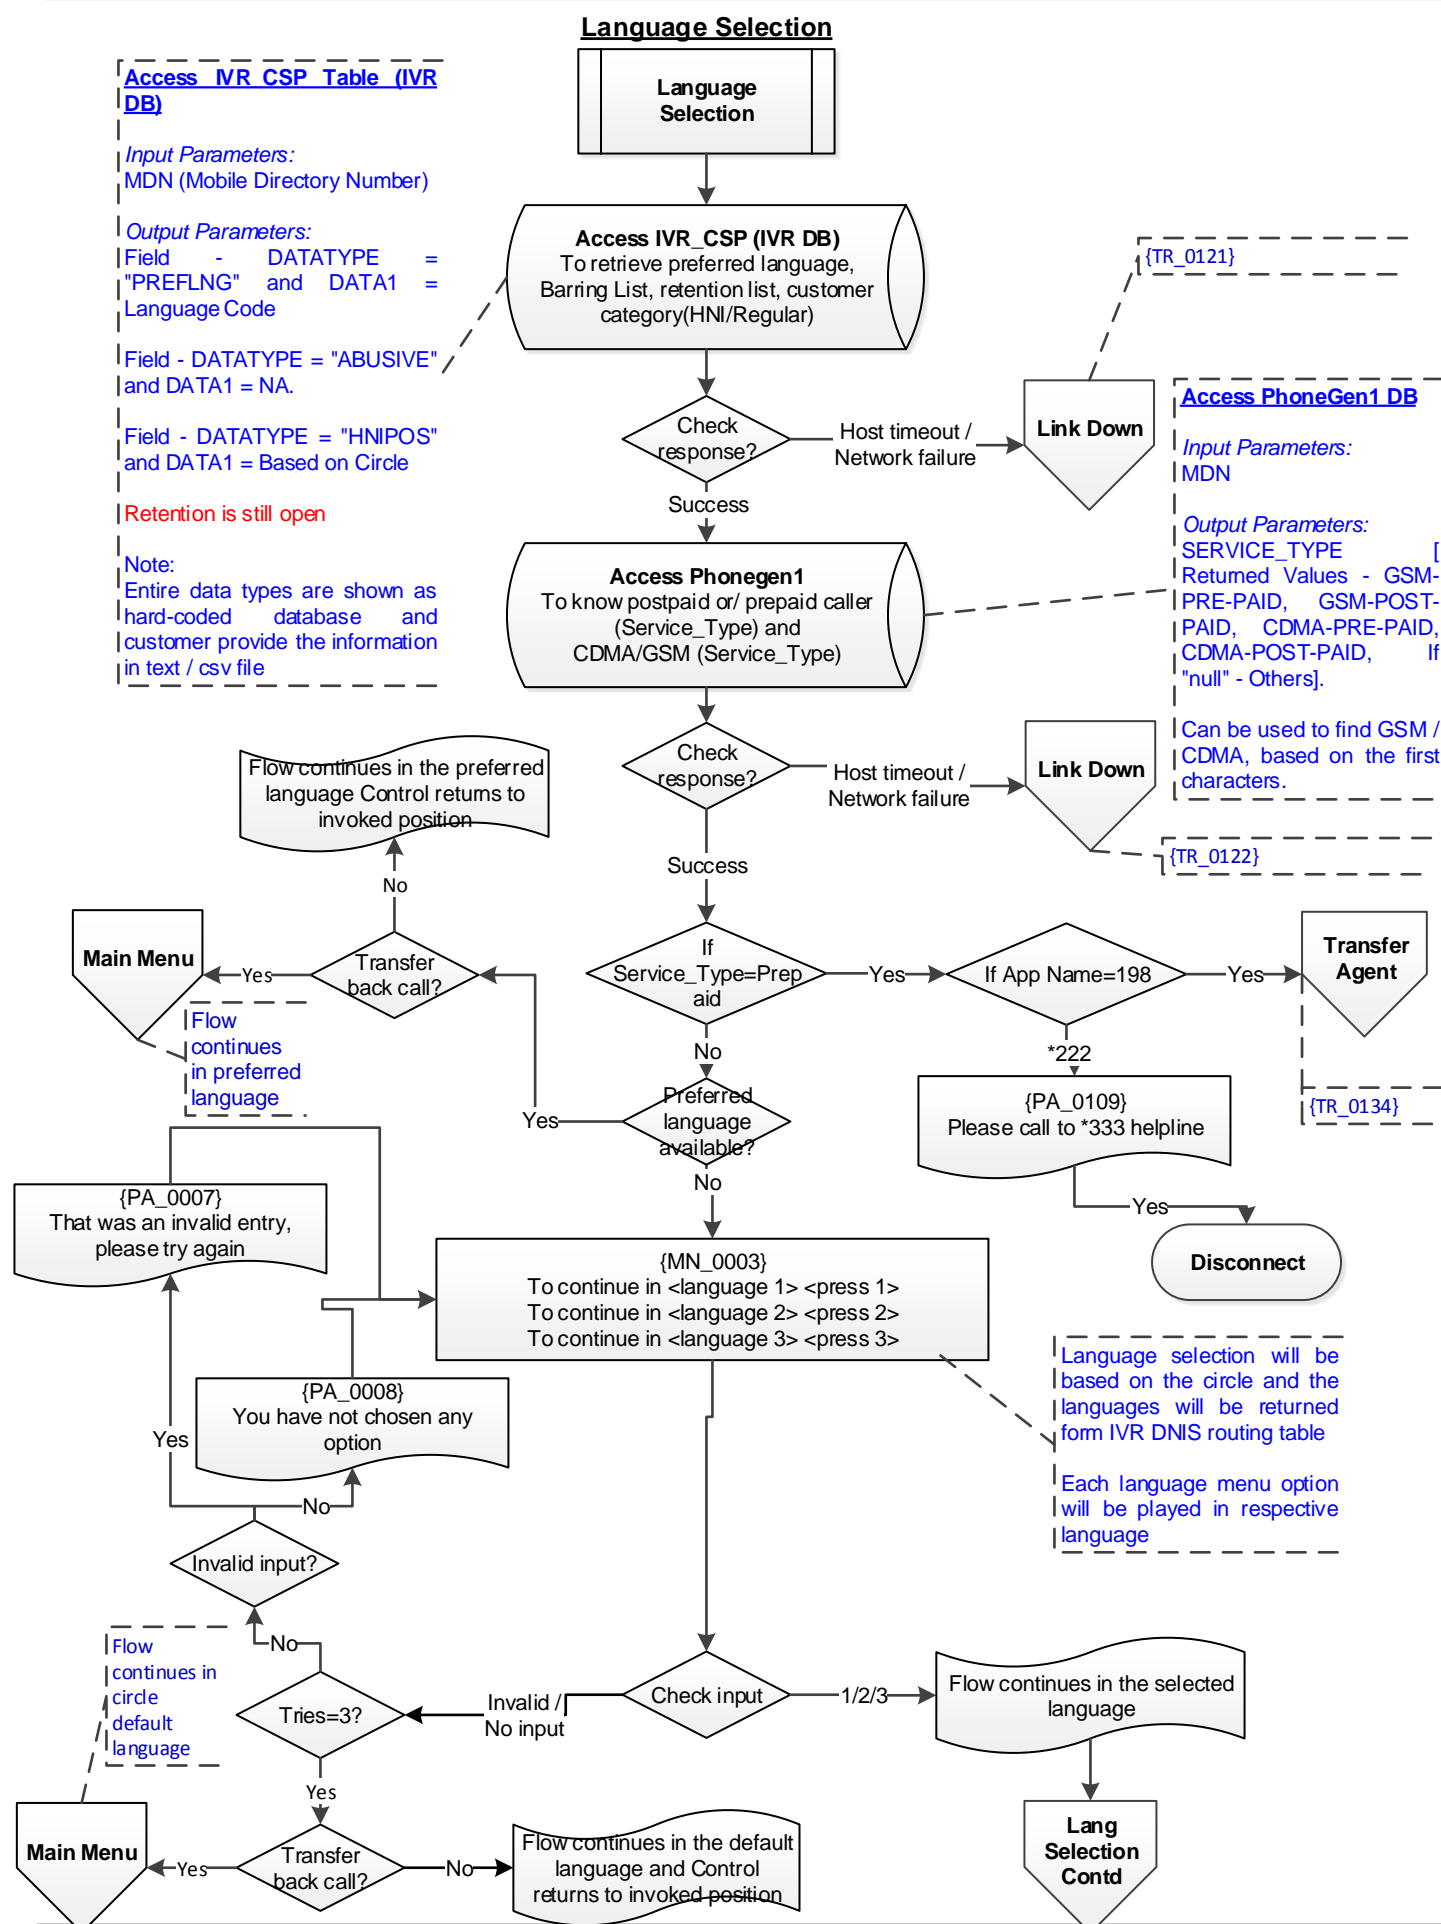 Language Selection
Language
Selection
Access IVR_CSP Table (IVR
DB)
Input Parameters:
MDN (Mobile Directory Number)
Output Parameters:
Field - DATATYPE =
"PREFLNG" and DATA1 =
Language Code
Field - DATATYPE = "ABUSIVE"
and DATA1 = NA.
Field - DATATYPE = "HNIPOS"
and DATA1 = Based on Circle
Retention is still open
Note:
Entire data types are shown as
hard-coded database and
customer provide the information
in text / csv file
Access IVR_CSP (IVR DB)
To retrieve preferred language,
Barring List, retention list, customer
category(HNI/Regular)
{TR_0121}
Check
response?
Host timeout /
Network failure
Link Down
Success
Access PhoneGen1 DB
Input Parameters:
MDN
Output Parameters:
SERVICE_TYPE [
Returned Values - GSM-
PRE-PAID, GSM-POST-
PAID, CDMA-PRE-PAID,
CDMA-POST-PAID, If
"null" - Others].
Can be used to find GSM /
CDMA, based on the first
characters.
Access Phonegen1
To know postpaid or/ prepaid caller
(Service_Type) and
CDMA/GSM (Service_Type)
Check
response?
Host timeout /
Network failure
Link Down
{TR_0122}
Success
Flow continues in the preferred
language Control returns to
invoked position
No
Main Menu
Yes
Transfer
back call?
Flow
continues
in preferred
language
If
Service_Type=Prep
aid
Yes
If App Name=198
Yes
Transfer
Agent
{TR_0134}
No
*222
Preferred
language
available?
Yes
No
{PA_0109}
Please call to *333 helpline
Yes
Disconnect
{PA_0007}
That was an invalid entry,
please try again
{MN_0003}
To continue in <language 1> <press 1>
To continue in <language 2> <press 2>
To continue in <language 3> <press 3>
{PA_0008}
You have not chosen any
option
Language selection will be
based on the circle and the
languages will be returned
form IVR DNIS routing table
Each language menu option
will be played in respective
language
Yes
No
Invalid input?
No
Flow
continues in
circle
default
language
Tries=3?
Invalid /
No input
Check input
1/2/3
Flow continues in the selected
language
Yes
Main Menu
Yes
Transfer
back call?
No
Flow continues in the default
language and Control
returns to invoked position
Lang
Selection
Contd